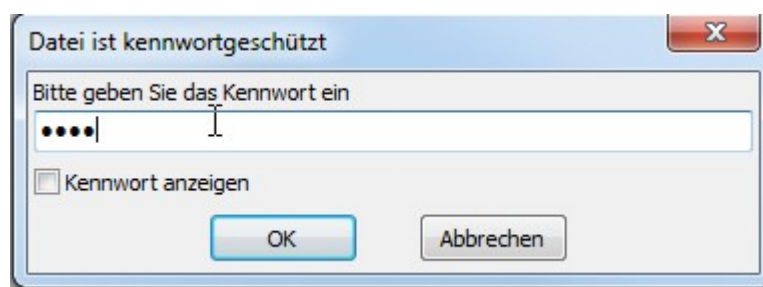 Datei ist kennwortgeschützt
Bitte geben Sie das Kennwort ein
••••
Kennwort anzeigen
OK
Abbrechen